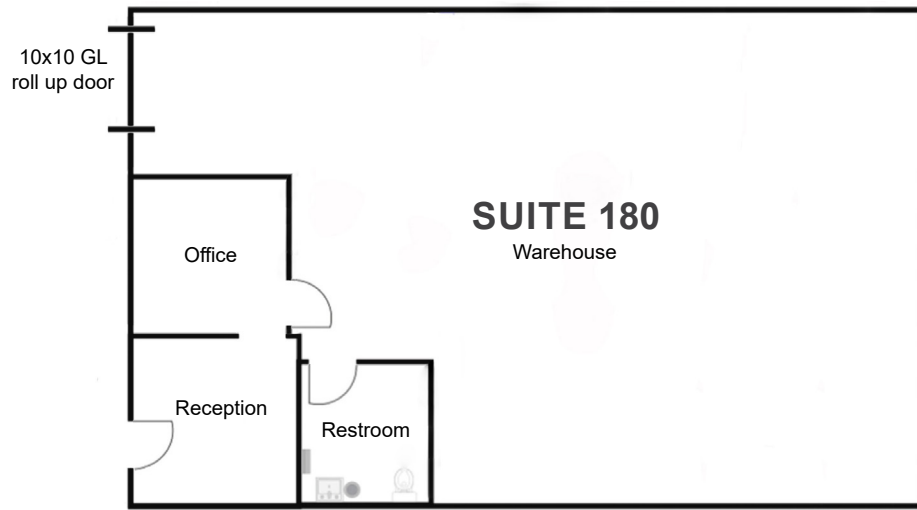 10x10 GL
roll up door
SUITE 180
Warehouse
Office
Reception
Restroom